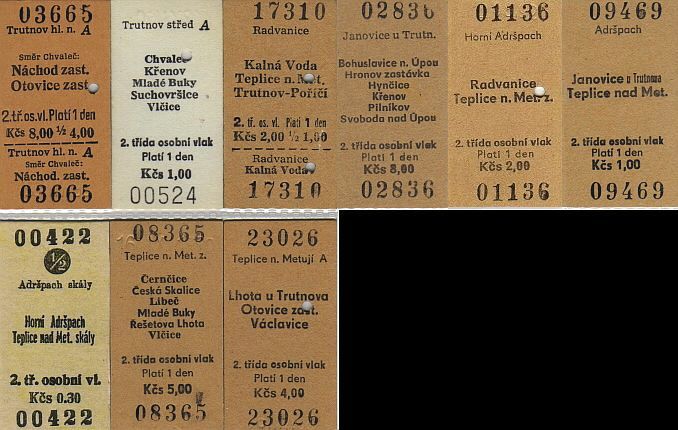 03665
Trutnov hl. n. A
Směr Chvaleč:
Náchod zast.
Otovice zast.
2.tř.os.vl. Platí 1 den
Kčs 8,00 ½ 4,00
Trutnov hl. n. A
Směr Chvaleč:
Náchod. zast.
03665
Trutnov střed A
Chvaleč
Křenov
Mladé Buky
Suchovršice
Vlčice
2. třída osobní vlak
Platí 1 den
Kčs 1,00
00524
17310
Radvanice
Kalná Voda
Teplice n. Met.
Trutnov-Poříčí
2. tř. os. vl. Platí 1 den
Kčs 2,00 ½ 1,00
Radvanice
Kalná Voda
17310
02836
Janovice u Trutn.
Bohuslavice n. Úpou
Hronov zastávka
Hynčice
Křenov
Pilníkov
Svoboda nad Úpou
2. třída osobní vlak
Platí 1 den
Kčs 8,00
02836
01136
Horní Adršpach
Radvanice
Teplice n. Met. z.
2. třída osobní vlak
Platí 1 den
Kčs 2,00
01136
09469
Adršpach
Janovice u Trutnova
Teplice nad Met.
2. třída osobní vlak
Platí 1 den
Kčs 1,00
09469
00422
1/2
Adršpach skály
Horní Adršpach
Teplice nad Met. skály
2. tř. osobní vl.
Kčs 0.30
00422
08365
Teplice n. Met. z.
Černčice
Česká Skalice
Libeč
Mladé Buky
Řešetova Lhota
Vlčice
2. třída osobní vlak
Platí 1 den
Kčs 5,00
08365
23026
Teplice n. Metují A
Lhota u Trutnova
Otovice zast.
Václavice
2. třída osobní vlak
Platí 1 den
Kčs 4,00
23026